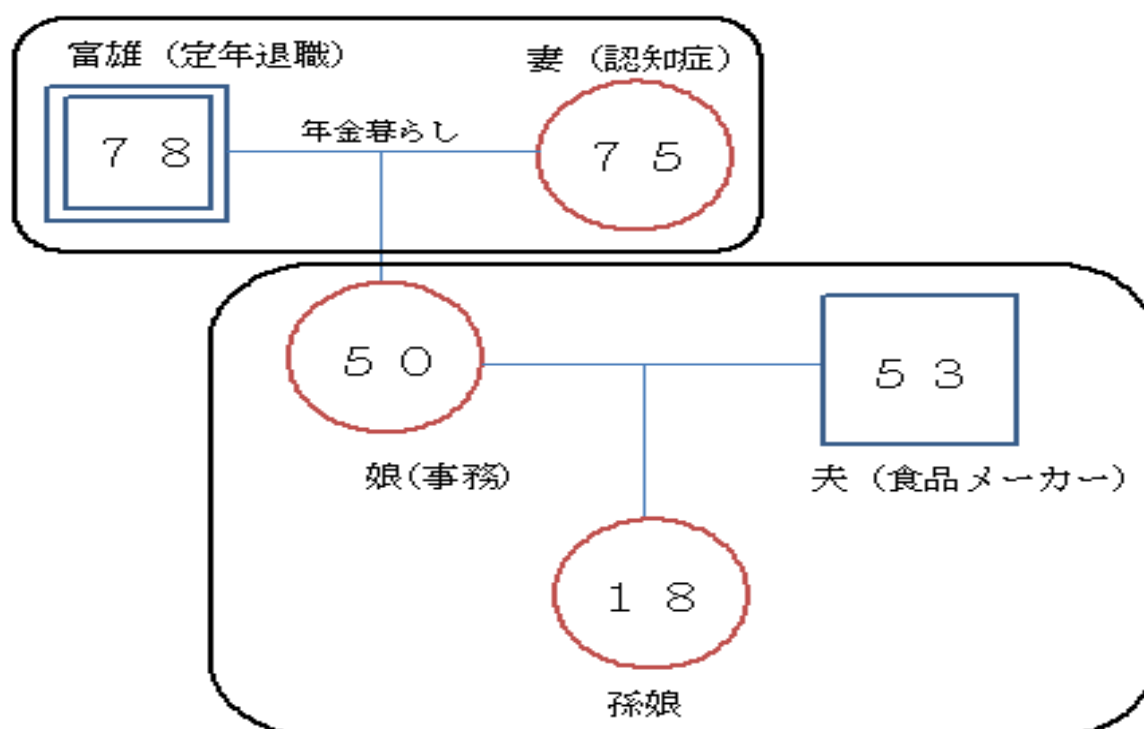 富雄（定年退職）
妻（認知症）
年金暮らし
７８
７５
５０
５３
娘（事務）
夫（食品メーカー）
１８
孫娘